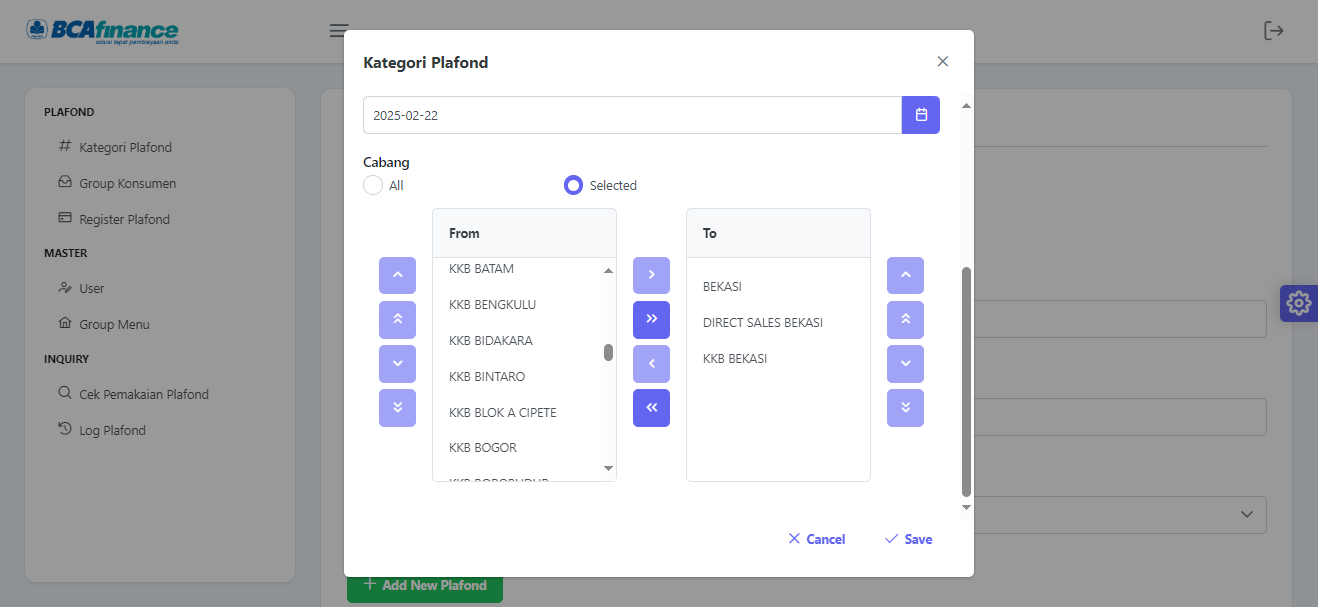 BCAfinance
solusi tepat pembiayaan anda
PLAFOND
Kategori Plafond
Group Konsumen
Register Plafond
MASTER
User
Group Menu
INQUIRY
Cek Pemakaian Plafond
Log Plafond
Kategori Plafond
2025-02-22
Cabang
All
Selected
From
KKB BATAM
KKB BENGKULU
KKB BIDAKARA
KKB BINTARO
KKB BLOK A CIPETE
KKB BOGOR
KKB BOROBUDUR
To
BEKASI
DIRECT SALES BEKASI
KKB BEKASI
Cancel
Save
Add New Plafond